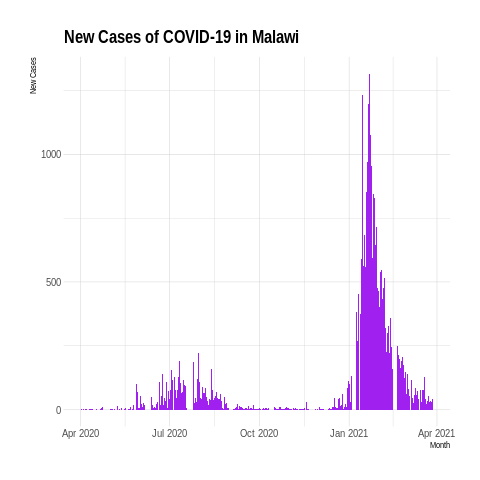 New Cases of COVID-19 in Malawi
New Cases
1000
500
0
Apr 2020 Jul 2020 Oct 2020 Jan 2021 Apr 2021
Month